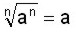 ⁿ√aⁿ = a